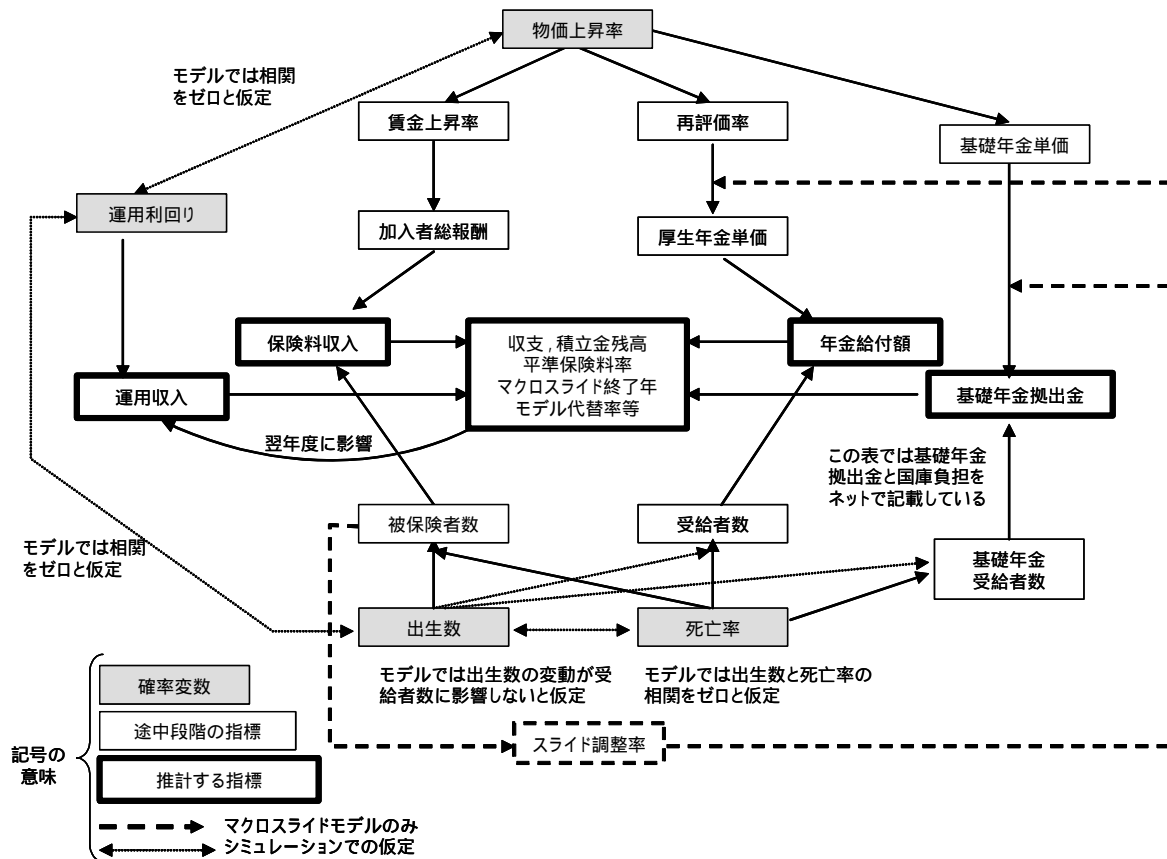 物価上昇率
モデルでは相関
をゼロと仮定
賃金上昇率
再評価率
基礎年金単価
運用利回り
加入者総報酬
厚生年金単価
保険料収入
収支，積立金残高
平準保険料率
マクロスライド終了年
モデル代替率等
年金給付額
運用収入
基礎年金拠出金
翌年度に影響
この表では基礎年金
拠出金と国庫負担を
ネットで記載している
被保険者数
受給者数
モデルでは相関
をゼロと仮定
基礎年金
受給者数
出生数
死亡率
モデルでは出生数の変動が受
給者数に影響しないと仮定
モデルでは出生数と死亡率の
相関をゼロと仮定
確率変数
途中段階の指標
スライド調整率
記号の
意味
推計する指標
マクロスライドモデルのみ
シミュレーションでの仮定